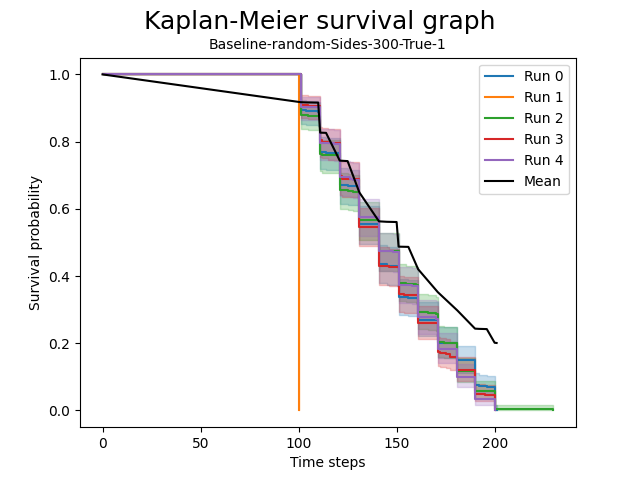 Kaplan-Meier survival graph
Baseline-random-Sides-300-True-1
Survival probability
1.0
0.8
0.6
0.4
0.2
0.0
0
50
100
150
200
Time steps
Run 0
Run 1
Run 2
Run 3
Run 4
Mean